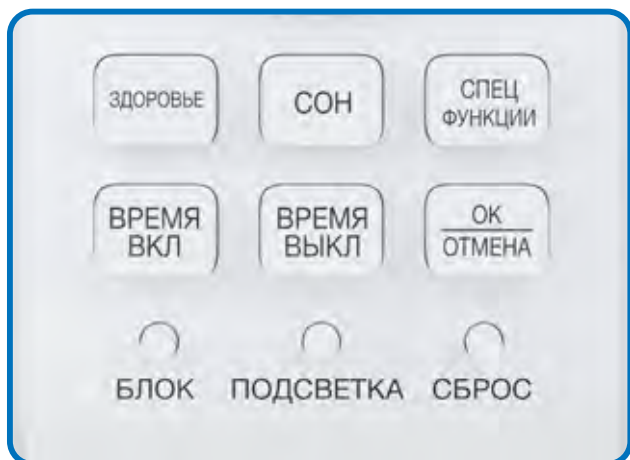 ЗДОРОВЬЕ
СОН
СПЕЦ
ФУНКЦИИ
ВРЕМЯ
ВКЛ
ВРЕМЯ
ВЫКЛ
ОК
ОТМЕНА
БЛОК
ПОДСВЕТКА
СБРОС